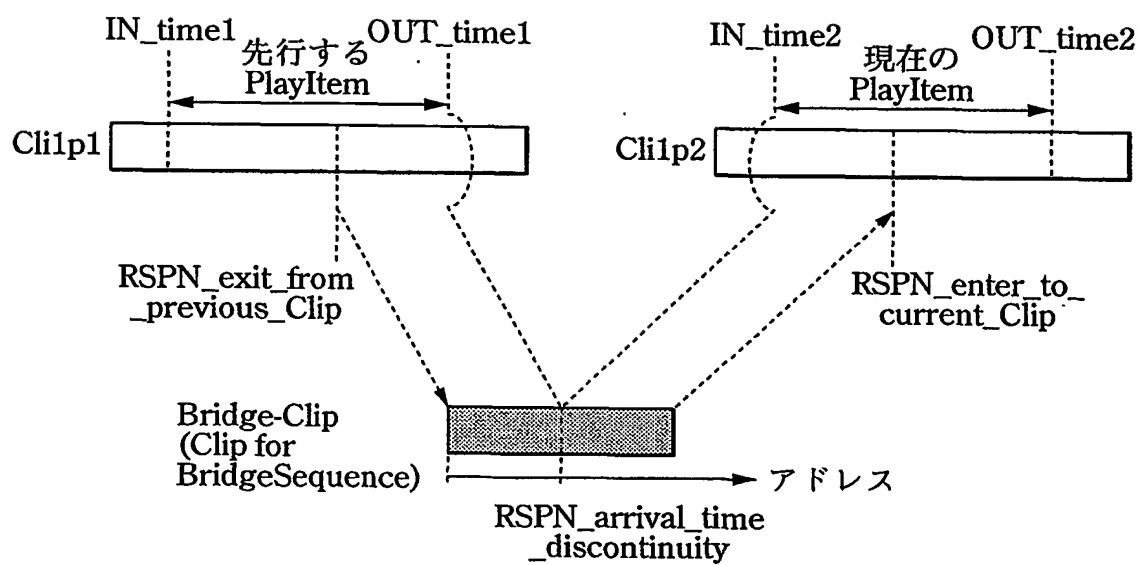 IN_time1
先行する
PlayItem
OUT_time1
IN_time2
現在の
PlayItem
OUT_time2
Cli1p1
Cli1p2
RSPN_exit_from
_previous_Clip
RSPN_enter_to_
current_Clip
Bridge-Clip
(Clip for
BridgeSequence)
アドレス
RSPN_arrival_time
_discontinuity